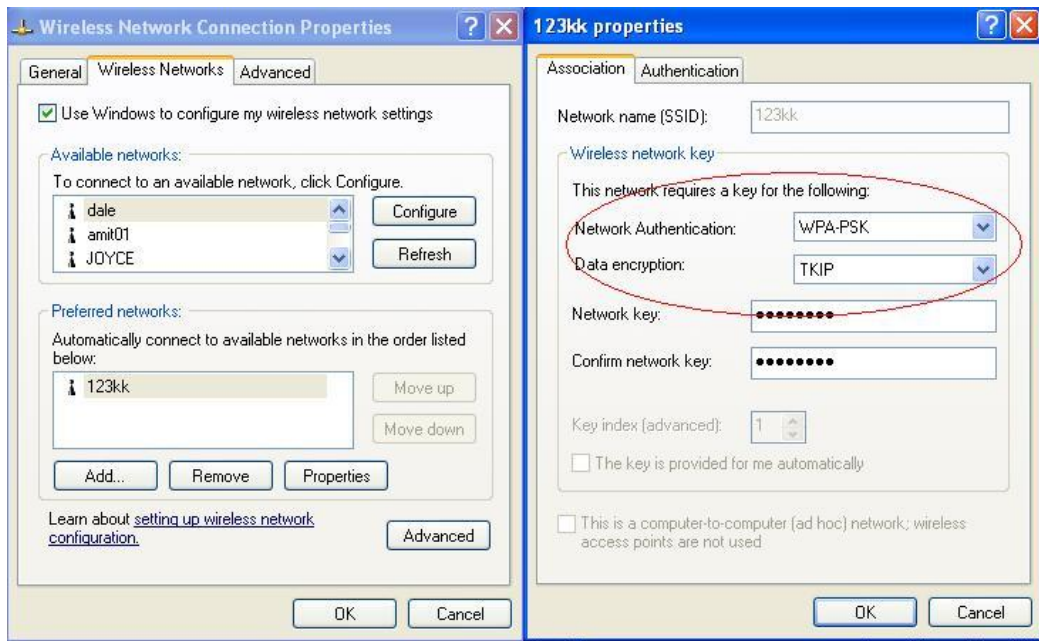 Wireless Network Connection Properties
General
Wireless Networks
Advanced
Use Windows to configure my wireless network settings
Available networks:
To connect to an available network, click Configure.
dale
amit01
JOYCE
Configure
Refresh
Preferred networks:
Automatically connect to available networks in the order listed
below:
123kk
Move up
Move down
Add...
Remove
Properties
Learn about setting up wireless network
configuration.
Advanced
OK
Cancel
123kk properties
Association
Authentication
Network name (SSID):
123kk
Wireless network key
This network requires a key for the following:
Network Authentication:
WPA-PSK
Data encryption:
TKIP
Network key:
••••••••
Confirm network key:
••••••••
Key index (advanced):
1
The key is provided for me automatically
This is a computer-to-computer (ad hoc) network; wireless
access points are not used
OK
Cancel